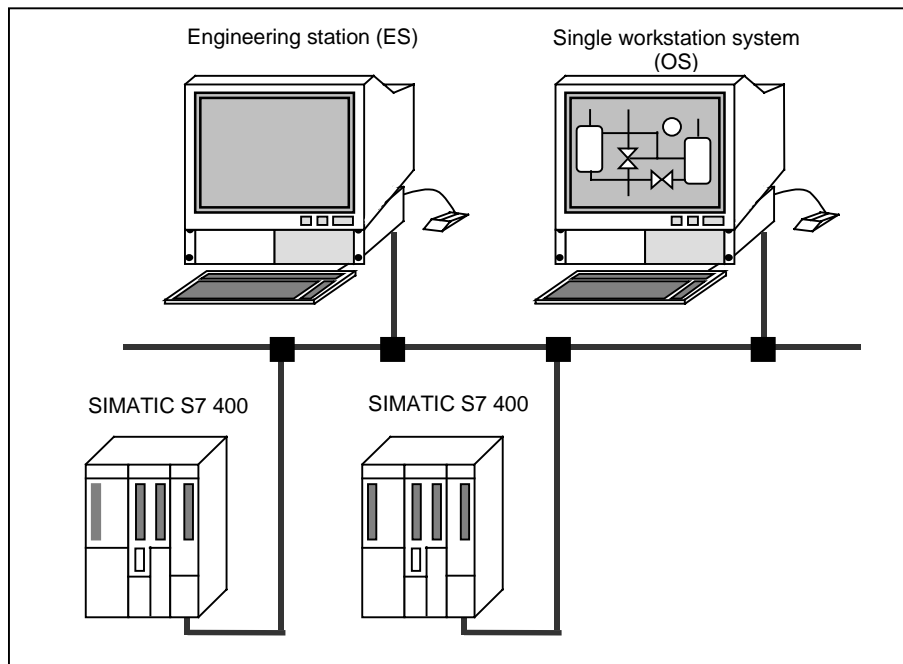 Engineering station (ES)
Single workstation system
(OS)
SIMATIC S7 400
SIMATIC S7 400